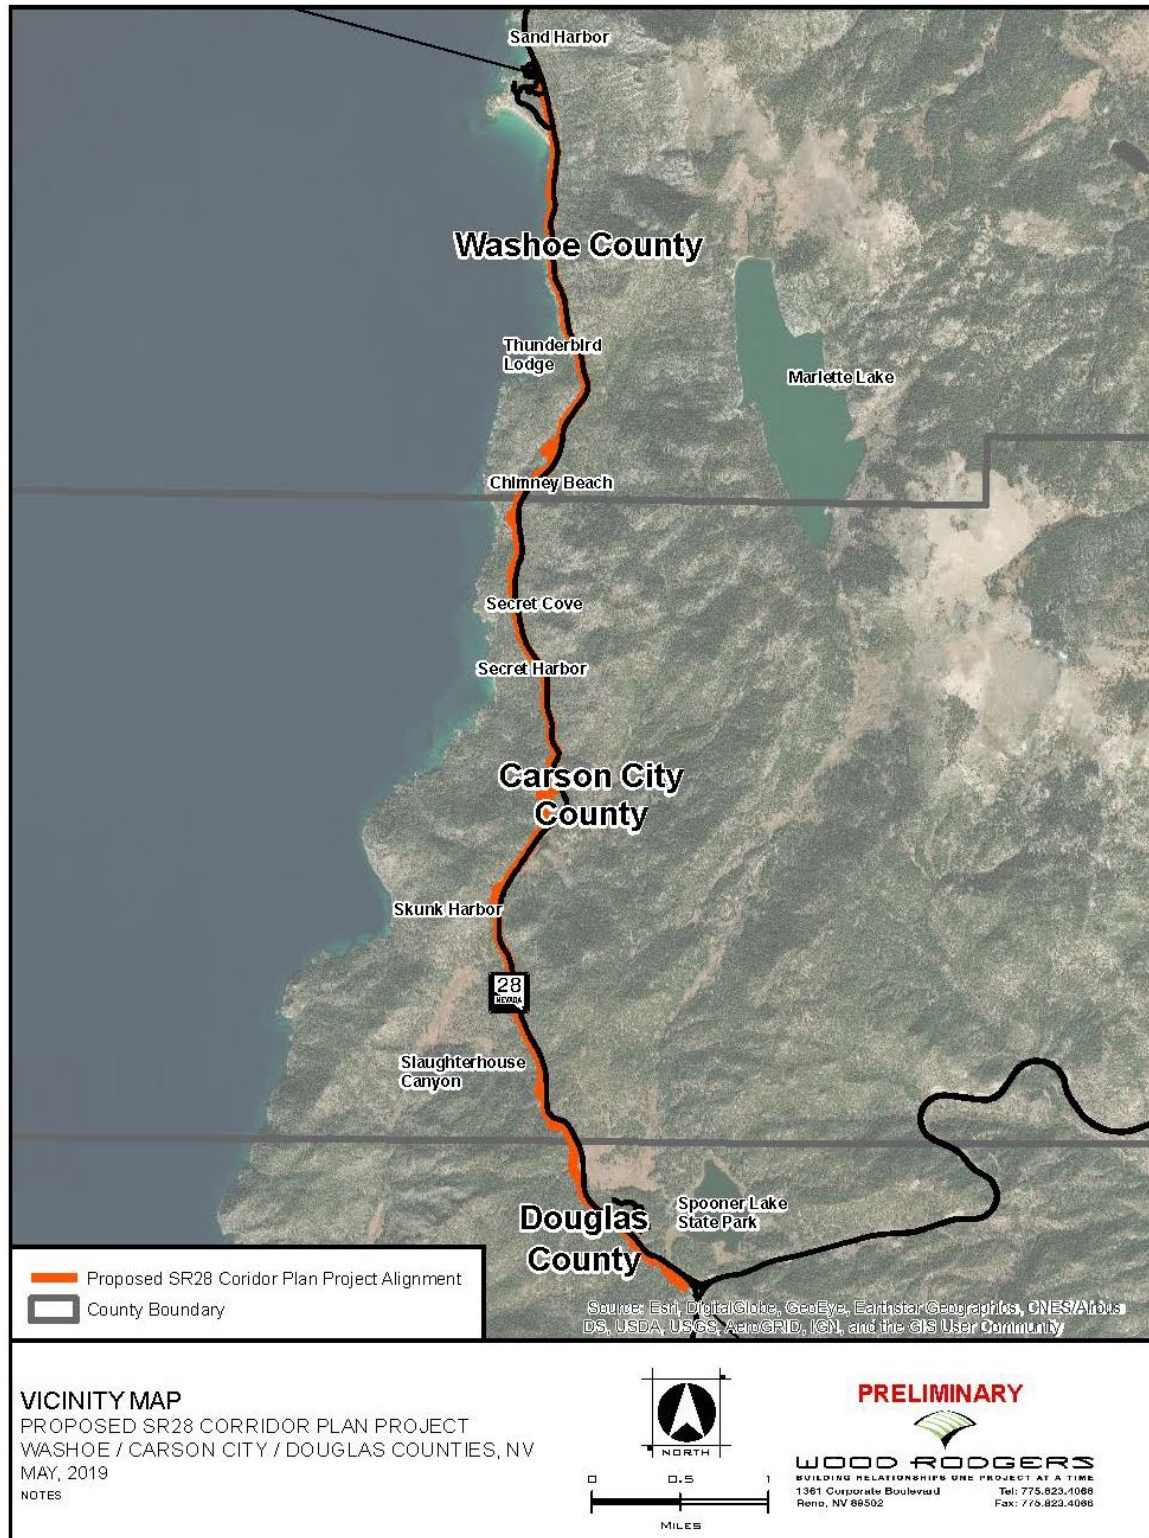 Sand Harbor
Washoe County
Thunderbird
Lodge
Marlette Lake
Chimney Beach
Secret Cove
Secret Harbor
Carson City
County
Skunk Harbor
28
NEVADA
Slaughterhouse
Canyon
Spooner Lake
State Park
Douglas
County
Proposed SR28 Coridor Plan Project Alignment
County Boundary
Source: Esri, DigitalGlobe, GeoEye, Earthstar Geographics, CNES/Airbus
DS, USDA, USGS, AeroGRID, IGN, and the GIS User Community
VICINITY MAP
PROPOSED SR28 CORRIDOR PLAN PROJECT
WASHOE / CARSON CITY / DOUGLAS COUNTIES, NV
MAY, 2019
NOTES
NORTH
0 0.5 1
MILES
PRELIMINARY
WOOD RODGERS
BUILDING RELATIONSHIPS ONE PROJECT AT A TIME
1361 Corporate Boulevard Tel: 775.823.4068
Reno, NV 89502 Fax: 775.823.4066